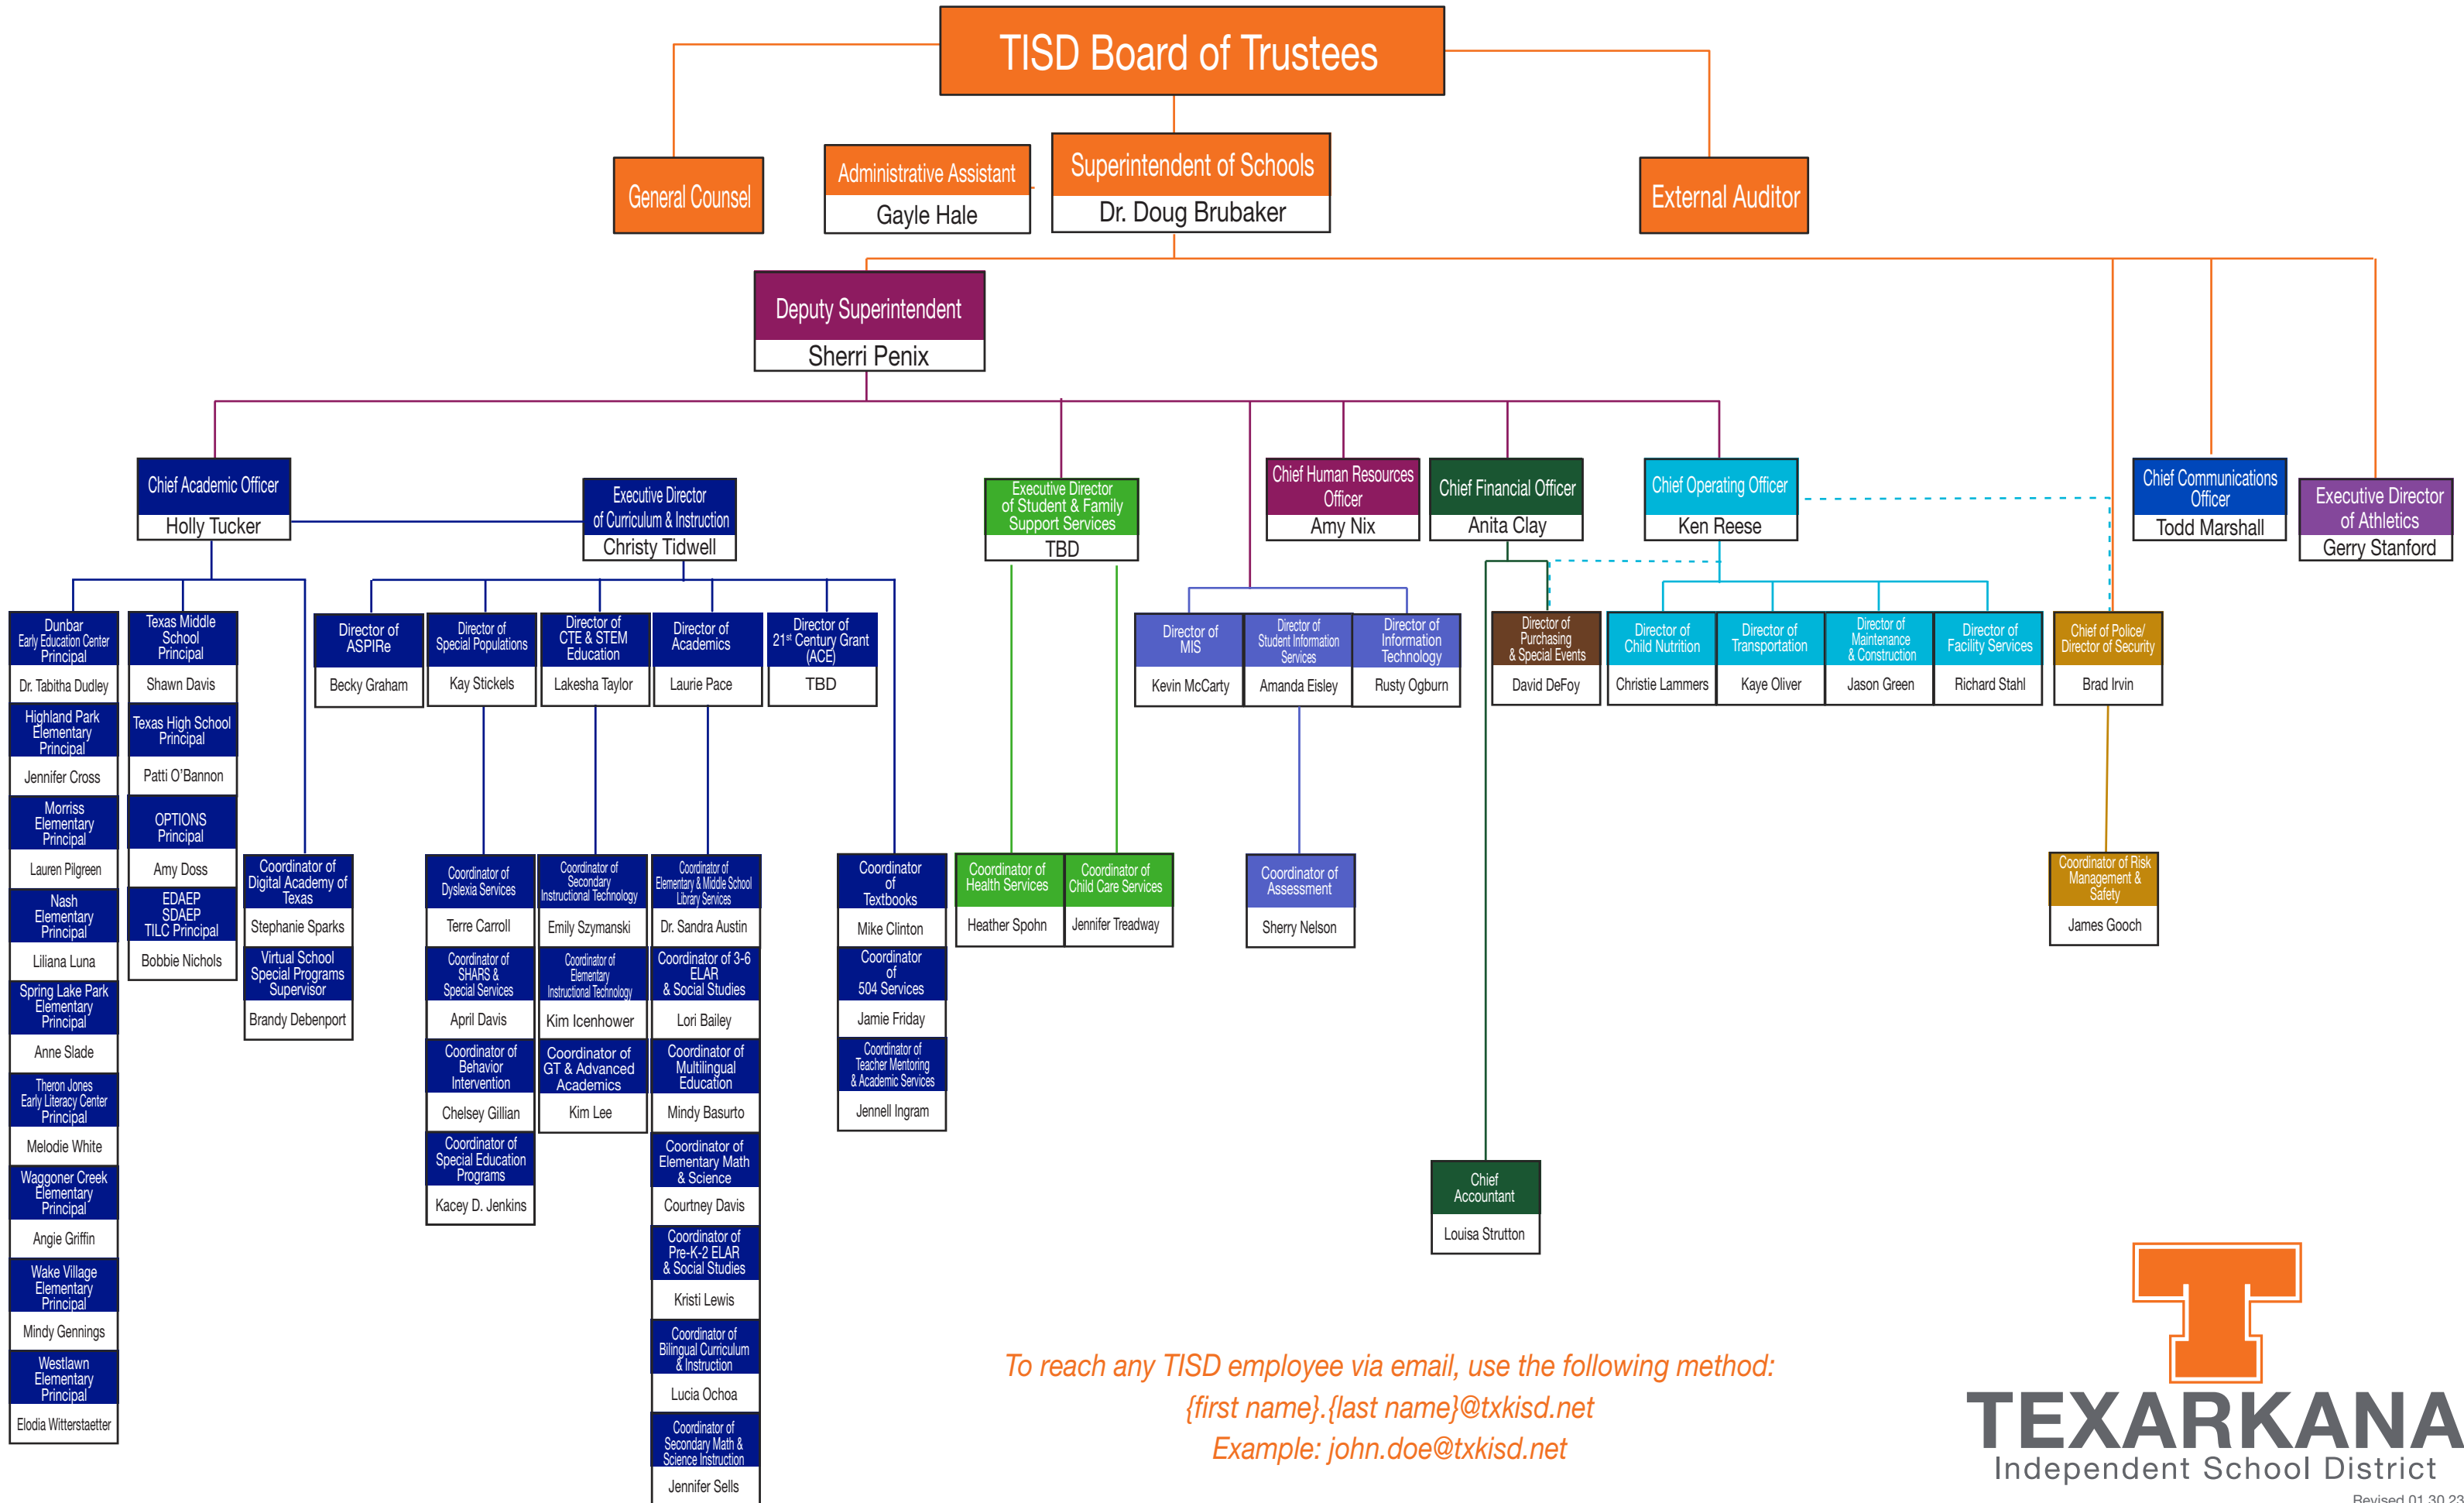 TISD Board of Trustees
General Counsel
Administrative Assistant
Gayle Hale
Superintendent of Schools
Dr. Doug Brubaker
External Auditor
Deputy Superintendent
Sherri Penix
Chief Academic Officer
Holly Tucker
Executive Director
of Curriculum & Instruction
Christy Tidwell
Executive Director
of Student & Family
Support Services
TBD
Chief Human Resources
Officer
Amy Nix
Chief Financial Officer
Anita Clay
Chief Operating Officer
Ken Reese
Chief Communications
Officer
Todd Marshall
Executive Director
of Athletics
Gerry Stanford
Dunbar
Early Education Center
Principal
Dr. Tabitha Dudley
Highland Park
Elementary
Principal
Jennifer Cross
Morriss
Elementary
Principal
Lauren Pilgreen
Nash
Elementary
Principal
Liliana Luna
Spring Lake Park
Elementary
Principal
Anne Slade
Theron Jones
Early Literacy Center
Principal
Melodie White
Waggoner Creek
Elementary
Principal
Angie Griffin
Wake Village
Elementary
Principal
Mindy Gennings
Westlawn
Elementary
Principal
Elodia Witterstaetter
Texas Middle
School
Principal
Shawn Davis
Texas High School
Principal
Patti O'Bannon
OPTIONS
Principal
Amy Doss
EDAEP
SDAEP
TILC Principal
Bobbie Nichols
Coordinator of
Digital Academy of
Texas
Stephanie Sparks
Virtual School
Special Programs
Supervisor
Brandy Debenport
Director of
ASPIRe
Becky Graham
Director of
Special Populations
Kay Stickels
Director of
CTE & STEM
Education
Lakesha Taylor
Director of
Academics
Laurie Pace
Director of
21st Century Grant
(ACE)
TBD
Coordinator of
Dyslexia Services
Terre Carroll
Coordinator of
SHARS &
Special Services
April Davis
Coordinator of
Behavior
Intervention
Chelsey Gillian
Coordinator of
Special Education
Programs
Kacey D. Jenkins
Coordinator of
Secondary
Instructional Technology
Emily Szymanski
Coordinator of
Elementary
Instructional Technology
Kim Icenhower
Coordinator of
GT & Advanced
Academics
Kim Lee
Coordinator of
Elementary & Middle School
Library Services
Dr. Sandra Austin
Coordinator of 3-6
ELAR
& Social Studies
Lori Bailey
Coordinator of
Multilingual
Education
Mindy Basurto
Coordinator of
Elementary Math
& Science
Courtney Davis
Coordinator of
Pre-K-2 ELAR
& Social Studies
Kristi Lewis
Coordinator of
Bilingual Curriculum
& Instruction
Lucia Ochoa
Coordinator of
Secondary Math &
Science Instruction
Jennifer Sells
Coordinator
of
Textbooks
Mike Clinton
Coordinator
of
504 Services
Jamie Friday
Coordinator of
Teacher Mentoring
& Academic Services
Jennell Ingram
Coordinator of
Health Services
Heather Spohn
Coordinator of
Child Care Services
Jennifer Treadway
Director of
MIS
Kevin McCarty
Director of
Student Information
Services
Amanda Eisley
Director of
Information
Technology
Rusty Ogburn
Coordinator of
Assessment
Sherry Nelson
Director of
Purchasing
& Special Events
David DeFoy
Chief
Accountant
Louisa Strutton
Director of
Child Nutrition
Christie Lammers
Director of
Transportation
Kaye Oliver
Director of
Maintenance
& Construction
Jason Green
Director of
Facility Services
Richard Stahl
Chief of Police/
Director of Security
Brad Irvin
Coordinator of Risk
Management &
Safety
James Gooch
To reach any TISD employee via email, use the following method:
{first name}.{last name}@txkisd.net
Example: john.doe@txkisd.net
T
TEXARKANA
Independent School District
Revised 01.30.23